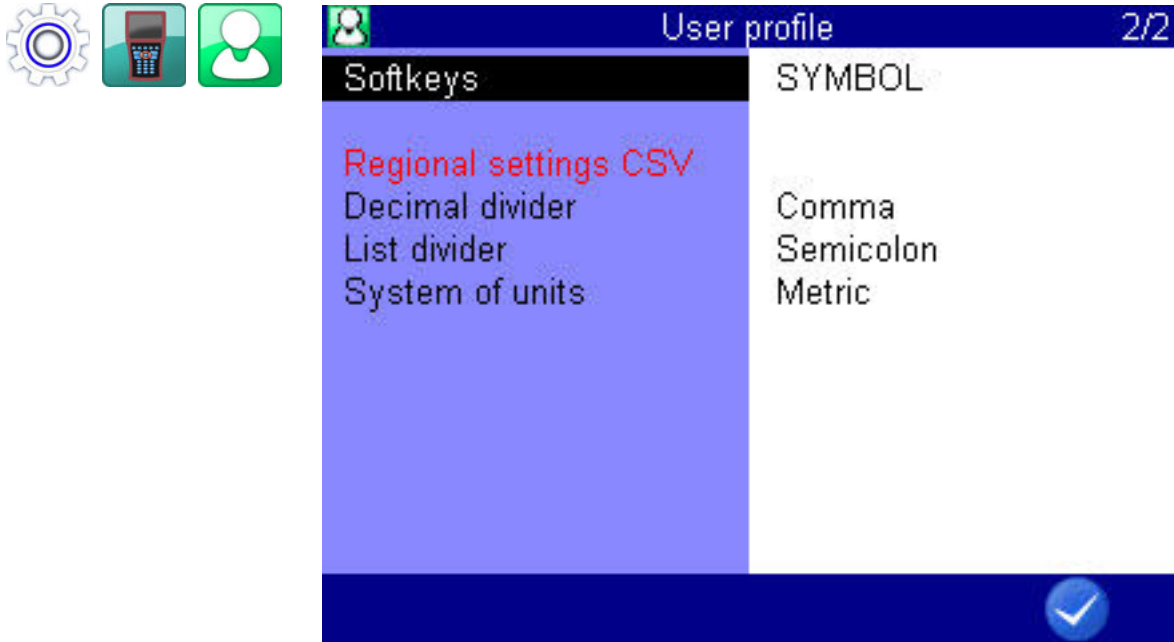 User profile 2/2
Softkeys SYMBOL
Regional settings CSV
Decimal divider Comma
List divider Semicolon
System of units Metric